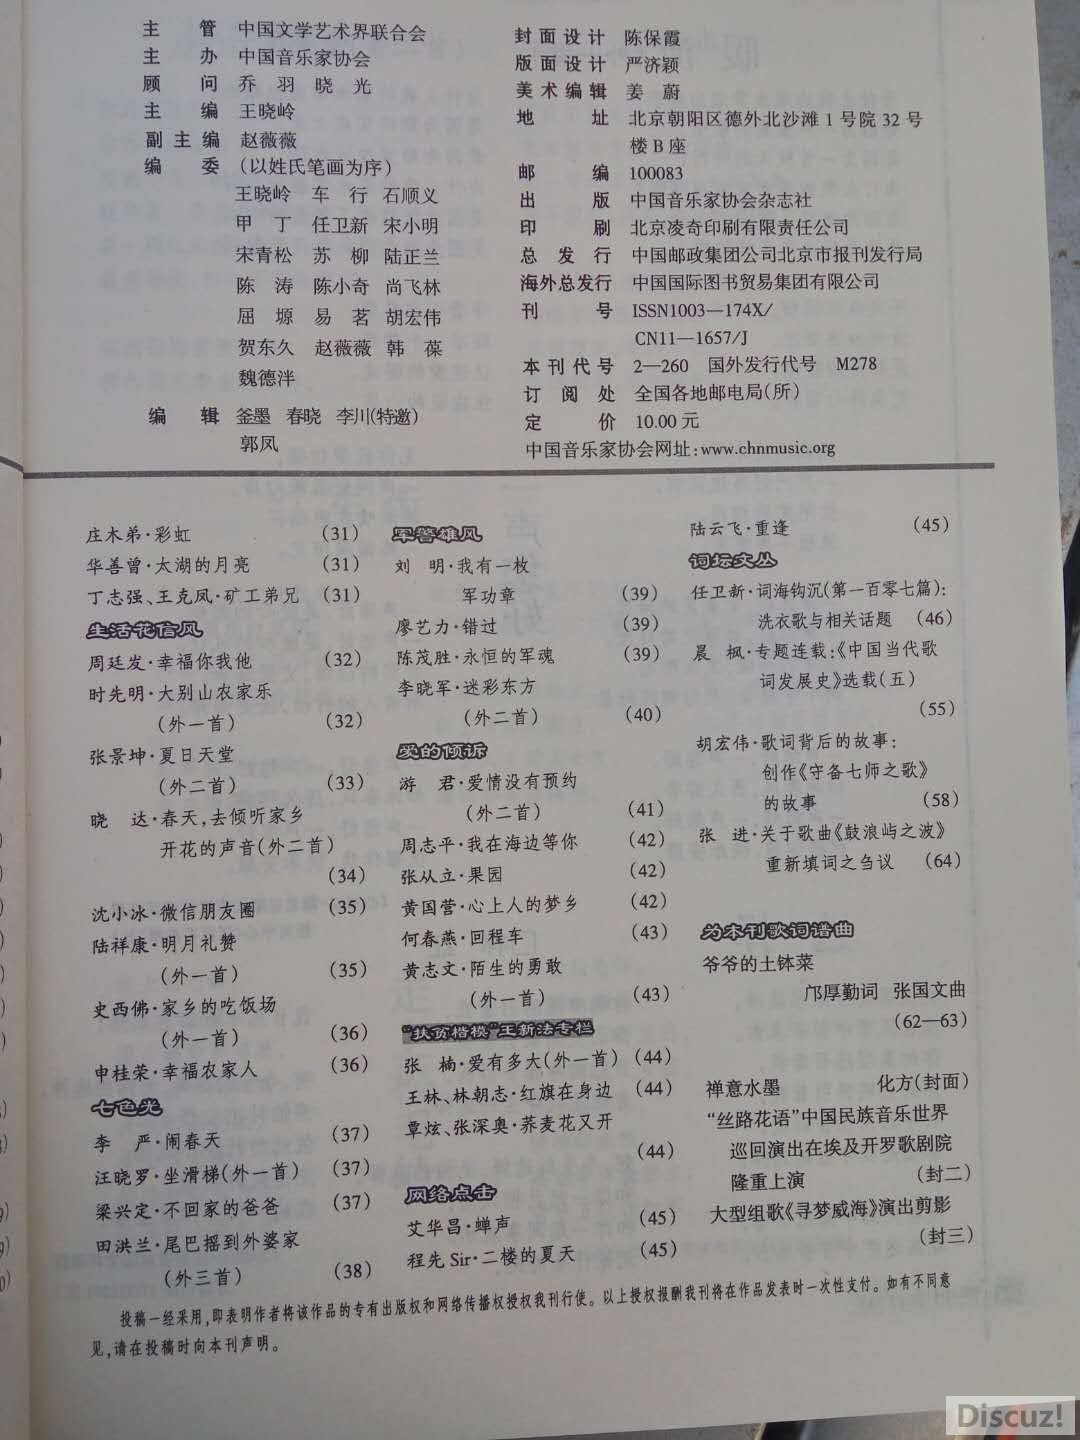 主 管 中国文学艺术界联合会
主 办 中国音乐家协会
顾 问 乔 羽 晓 光
主 编 王晓岭
副主编 赵薇薇
编 委 (以姓氏笔画为序)
王晓岭 车 行 石顺义
甲 丁 任卫新 宋小明
宋青松 苏 柳 陆正兰
陈 涛 陈小奇 尚飞林
屈 塬 易 茗 胡宏伟
贺东久 赵薇薇 韩 葆
魏德泮
编 辑 釜墨 春晓 李川(特邀)
郭凤
封面设计 陈保霞
版面设计 严济颖
美术编辑 姜 蔚
地 址 北京朝阳区德外北沙滩1号院32号
楼B座
邮 编 100083
出 版 中国音乐家协会杂志社
印 刷 北京凌奇印刷有限责任公司
总 发 行 中国邮政集团公司北京市报刊发行局
海外总发行 中国国际图书贸易集团有限公司
刊 号 ISSN1003—174X/
CN11—1657/J
本刊代号 2—260 国外发行代号 M278
订 阅 处 全国各地邮电局(所)
定 价 10.00元
中国音乐家协会网址:www.chnmusic.org
庄木弟·彩虹 (31)
华善曾·太湖的月亮 (31)
丁志强、王克凤·矿工弟兄 (31)
生活花信风
周廷发·幸福你我他 (32)
时先明·大别山农家乐
(外一首) (32)
张景坤·夏日天堂
(外二首) (33)
晓 达·春天,去倾听家乡
开花的声音(外二首)
(34)
沈小冰·微信朋友圈 (35)
陆祥康·明月礼赞
(外一首) (35)
史西佛·家乡的吃饭场
(外一首) (36)
申桂荣·幸福农家人 (36)
七色光
李 严·闹春天 (37)
汪晓罗·坐滑梯(外一首) (37)
梁兴定·不回家的爸爸 (37)
田洪兰·尾巴摇到外婆家
(外三首) (38)
军警雄风
刘 明·我有一枚
军功章 (39)
廖艺力·错过 (39)
陈茂胜·永恒的军魂 (39)
李晓军·迷彩东方
(外二首) (40)
爱的倾诉
游 君·爱情没有预约
(外二首) (41)
周志平·我在海边等你 (42)
张从立·果园 (42)
黄国营·心上人的梦乡 (42)
何春燕·回程车 (43)
黄志文·陌生的勇敢
(外一首) (43)
“扶贫楷模”王新法专栏
张 楠·爱有多大(外一首) (44)
王林、林朝志·红旗在身边 (44)
覃炫、张深奥·荞麦花又开
(44)
网络点击
艾华昌·蝉声 (45)
程先Sir·二楼的夏天 (45)
陆云飞·重逢 (45)
词坛文丛
任卫新·词海钩沉(第一百零七篇):
洗衣歌与相关话题 (46)
晨 枫·专题连载:《中国当代歌
词发展史》选载(五)
(55)
胡宏伟·歌词背后的故事:
创作《守备七师之歌》
的故事 (58)
张 进·关于歌曲《鼓浪屿之波》
重新填词之刍议 (64)
为本刊歌词谱曲
爷爷的土钵菜
邝厚勤词 张国文曲
(62—63)
禅意水墨 化方(封面)
“丝路花语”中国民族音乐世界
巡回演出在埃及开罗歌剧院
隆重上演 (封二)
大型组歌《寻梦威海》演出剪影
(封三)
投稿一经采用,即表明作者将该作品的专有出版权和网络传播权授权我刊行使。以上授权报酬我刊将在作品发表时一次性支付。如有不同意
见,请在投稿时向本刊声明。
Discuz!